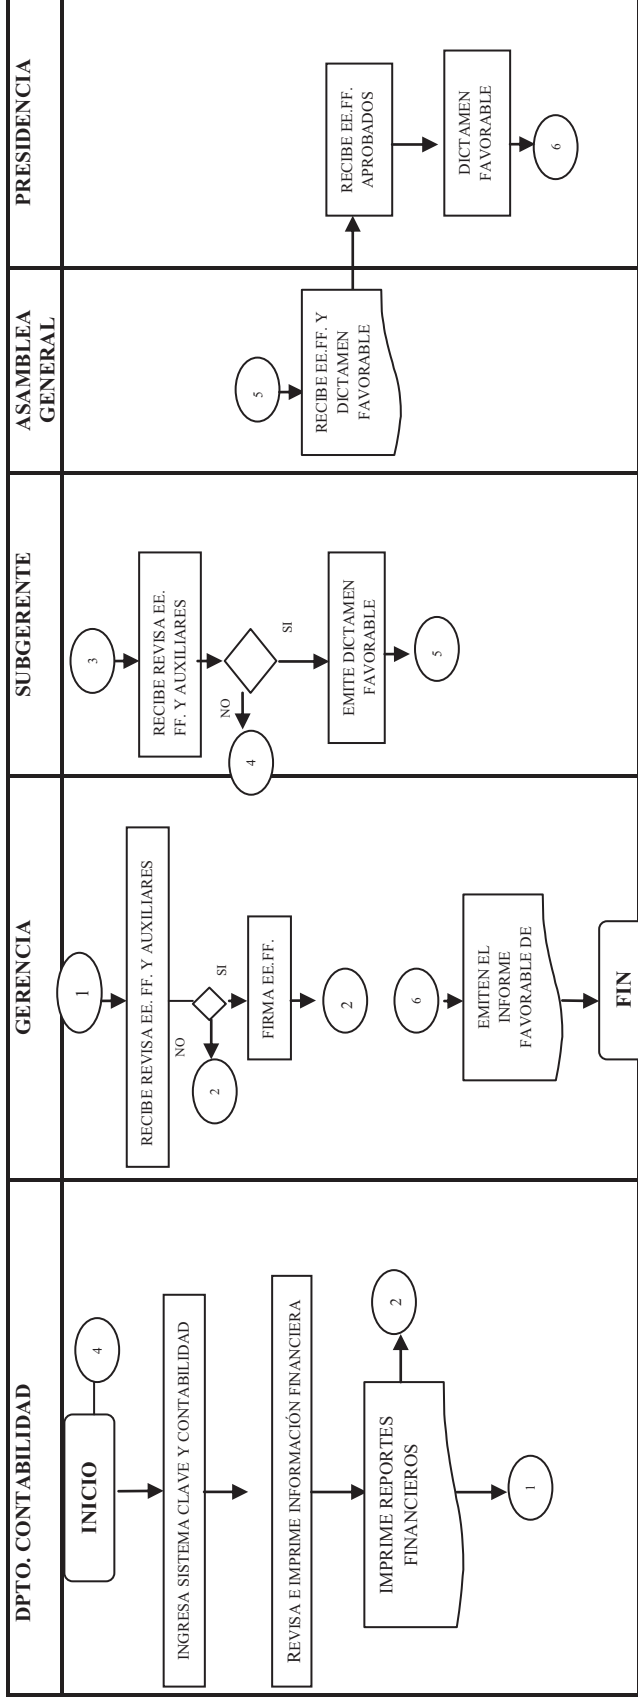 DPTO. CONTABILIDAD
INICIO
4
INGRESA SISTEMA CLAVE Y CONTABILIDAD
REVISA E IMPRIME INFORMACIÓN FINANCIERA
IMPRIME REPORTES
FINANCIEROS
2
1
GERENCIA
1
RECIBE REVISA EE. FF. Y AUXILIARES
NO
SI
2
FIRMA EE.FF.
2
6
EMITEN EL
INFORME
FAVORABLE DE
FIN
SUBGERENTE
3
RECIBE REVISA EE.
FF. Y AUXILIARES
NO
SI
4
EMITE DICTAMEN
FAVORABLE
5
ASAMBLEA
GENERAL
5
RECIBE EE.FF. Y
DICTAMEN
FAVORABLE
PRESIDENCIA
RECIBE EE.FF.
APROBADOS
DICTAMEN
FAVORABLE
6